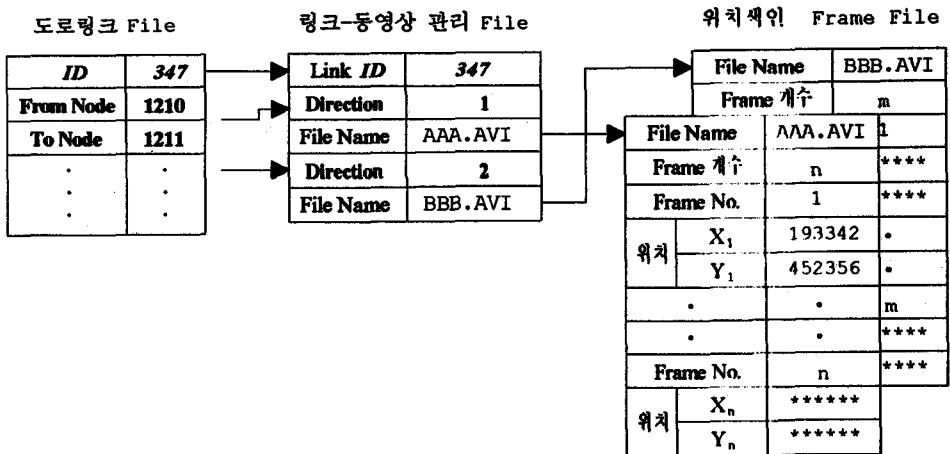 도로링크 File
ID 347
From Node 1210
To Node 1211
링크-동영상 관리 File
Link ID 347
Direction 1
File Name AAA.AVI
Direction 2
File Name BBB.AVI
위치색인 Frame File
File Name BBB.AVI
Frame 개수 m
1
****
****
m
****
****
File Name AAA.AVI
Frame 개수 n
Frame No. 1
위치
X₁ 193342
Y₁ 452356
Frame No. n
위치
Xₙ ******
Yₙ ******